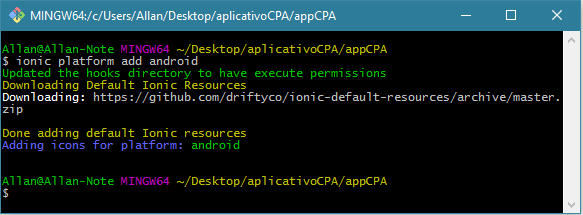 MINGW64:/c/Users/Allan/Desktop/aplicativoCPA/appCPA
Allan@Allan-Note MINGW64 ~/Desktop/aplicativoCPA/appCPA
$ ionic platform add android
Updated the hooks directory to have execute permissions
Downloading Default Ionic Resources
Downloading: https://github.com/driftyco/ionic-default-resources/archive/master.
zip
Done adding default Ionic resources
Adding icons for platform: android
Allan@Allan-Note MINGW64 ~/Desktop/aplicativoCPA/appCPA
$